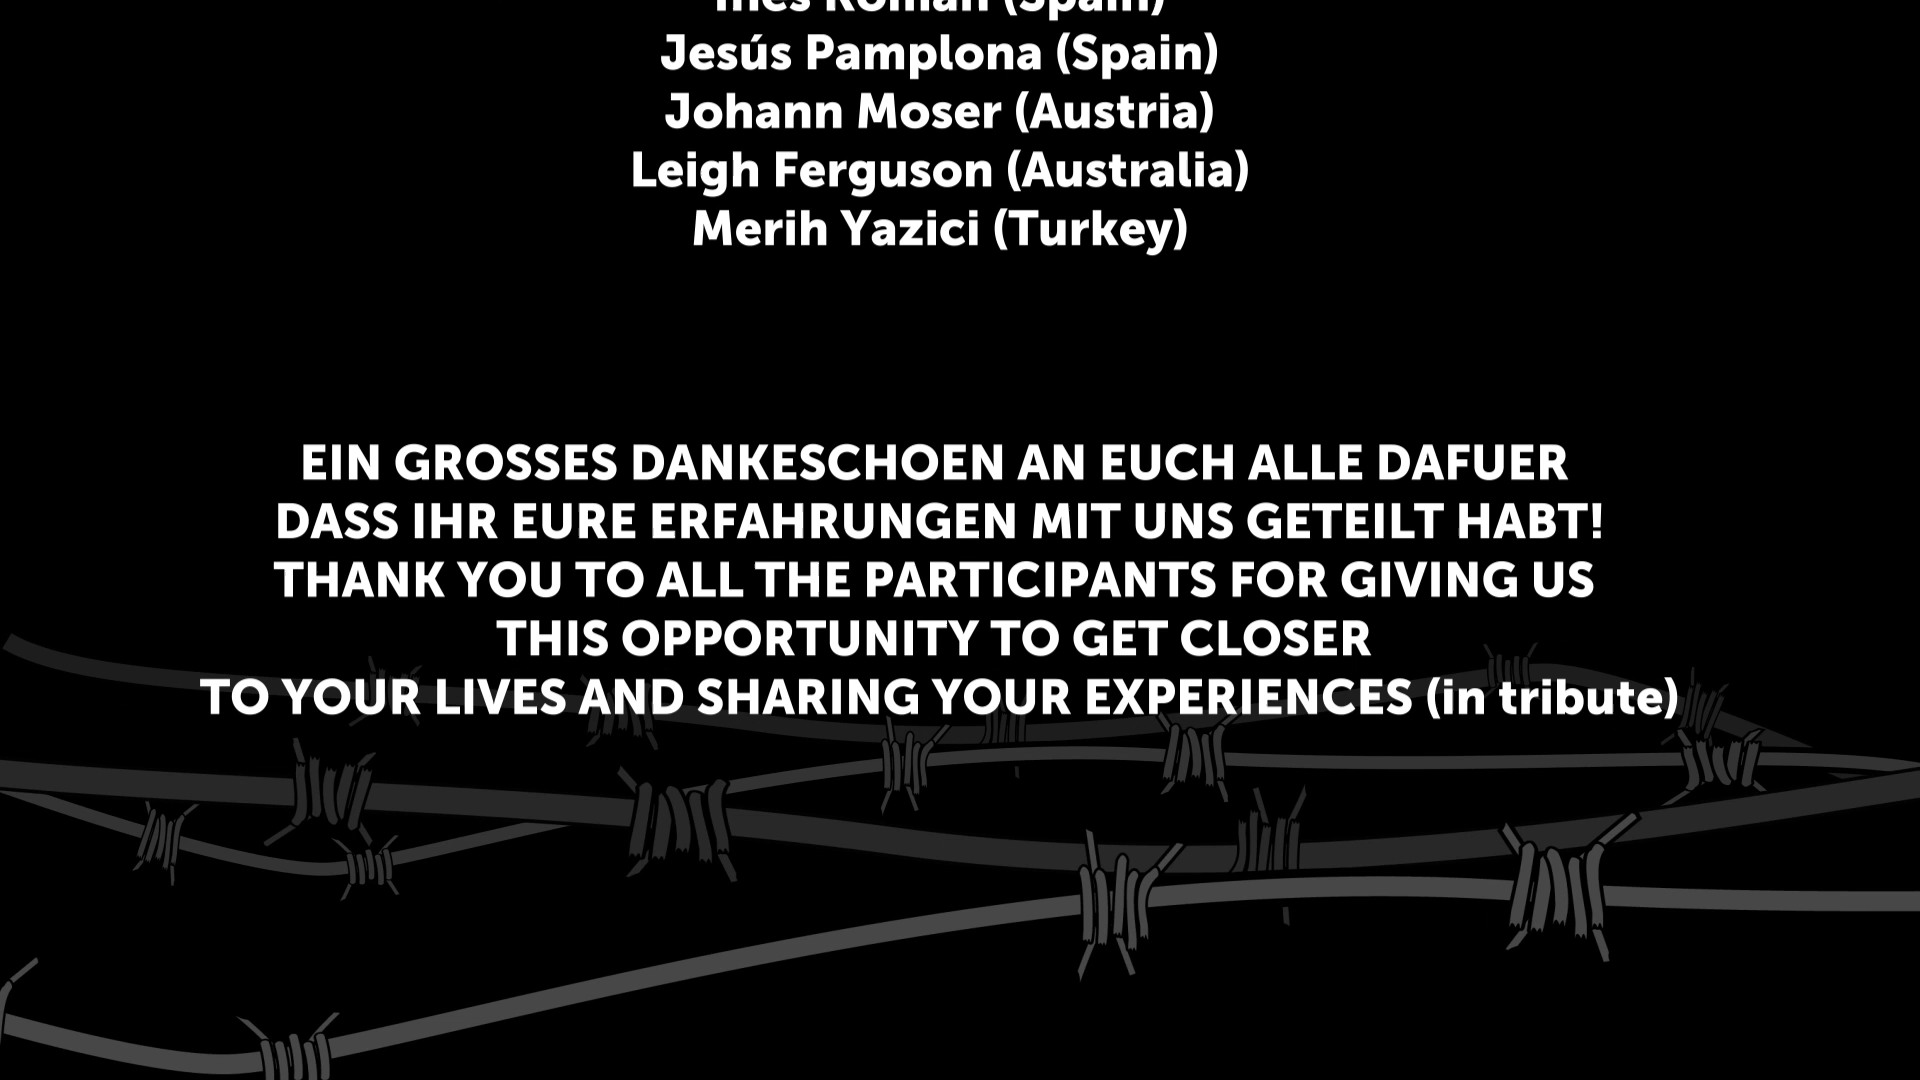 Román (Spain)
Jesús Pamplona (Spain)
Johann Moser (Austria)
Leigh Ferguson (Australia)
Merih Yazici (Turkey)
EIN GROSSES DANKESCHOEN AN EUCH ALLE DAFUER
DASS IHR EURE ERFAHRUNGEN MIT UNS GETEILT HABT!
THANK YOU TO ALL THE PARTICIPANTS FOR GIVING US
THIS OPPORTUNITY TO GET CLOSER
TO YOUR LIVES AND SHARING YOUR EXPERIENCES (in tribute)